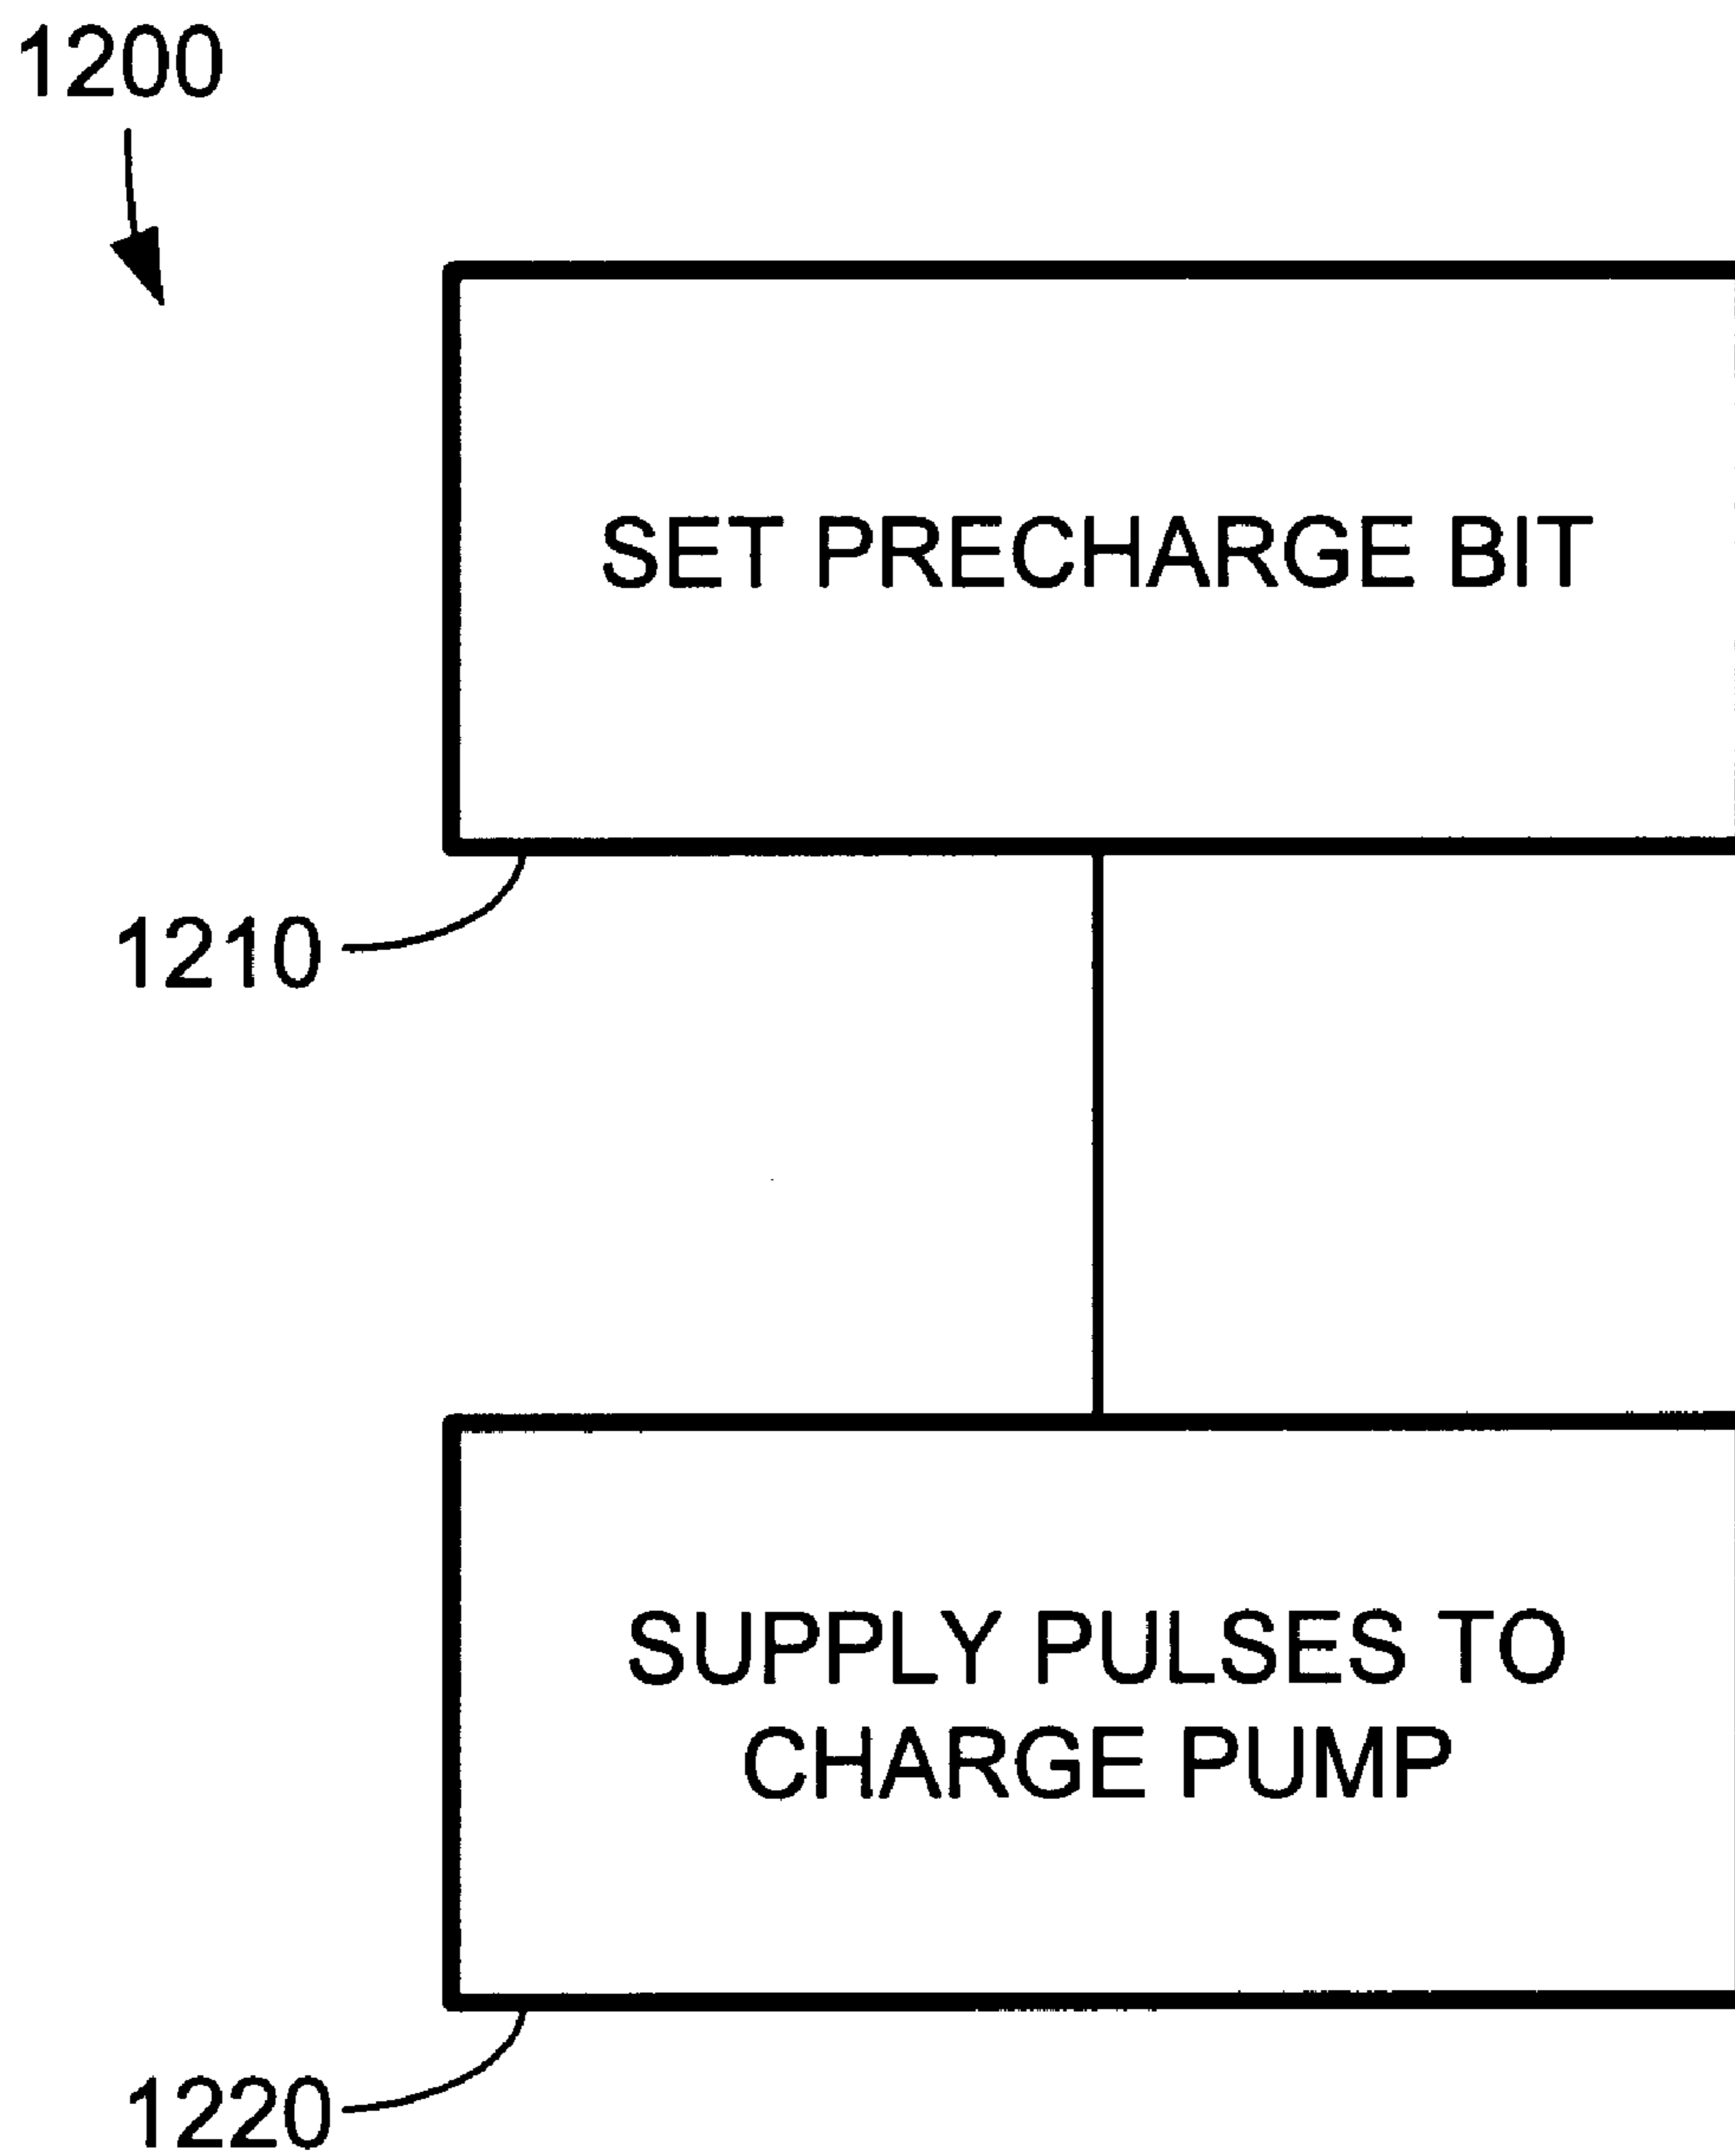 1200
SET PRECHARGE BIT
1210
SUPPLY PULSES TO
CHARGE PUMP
1220